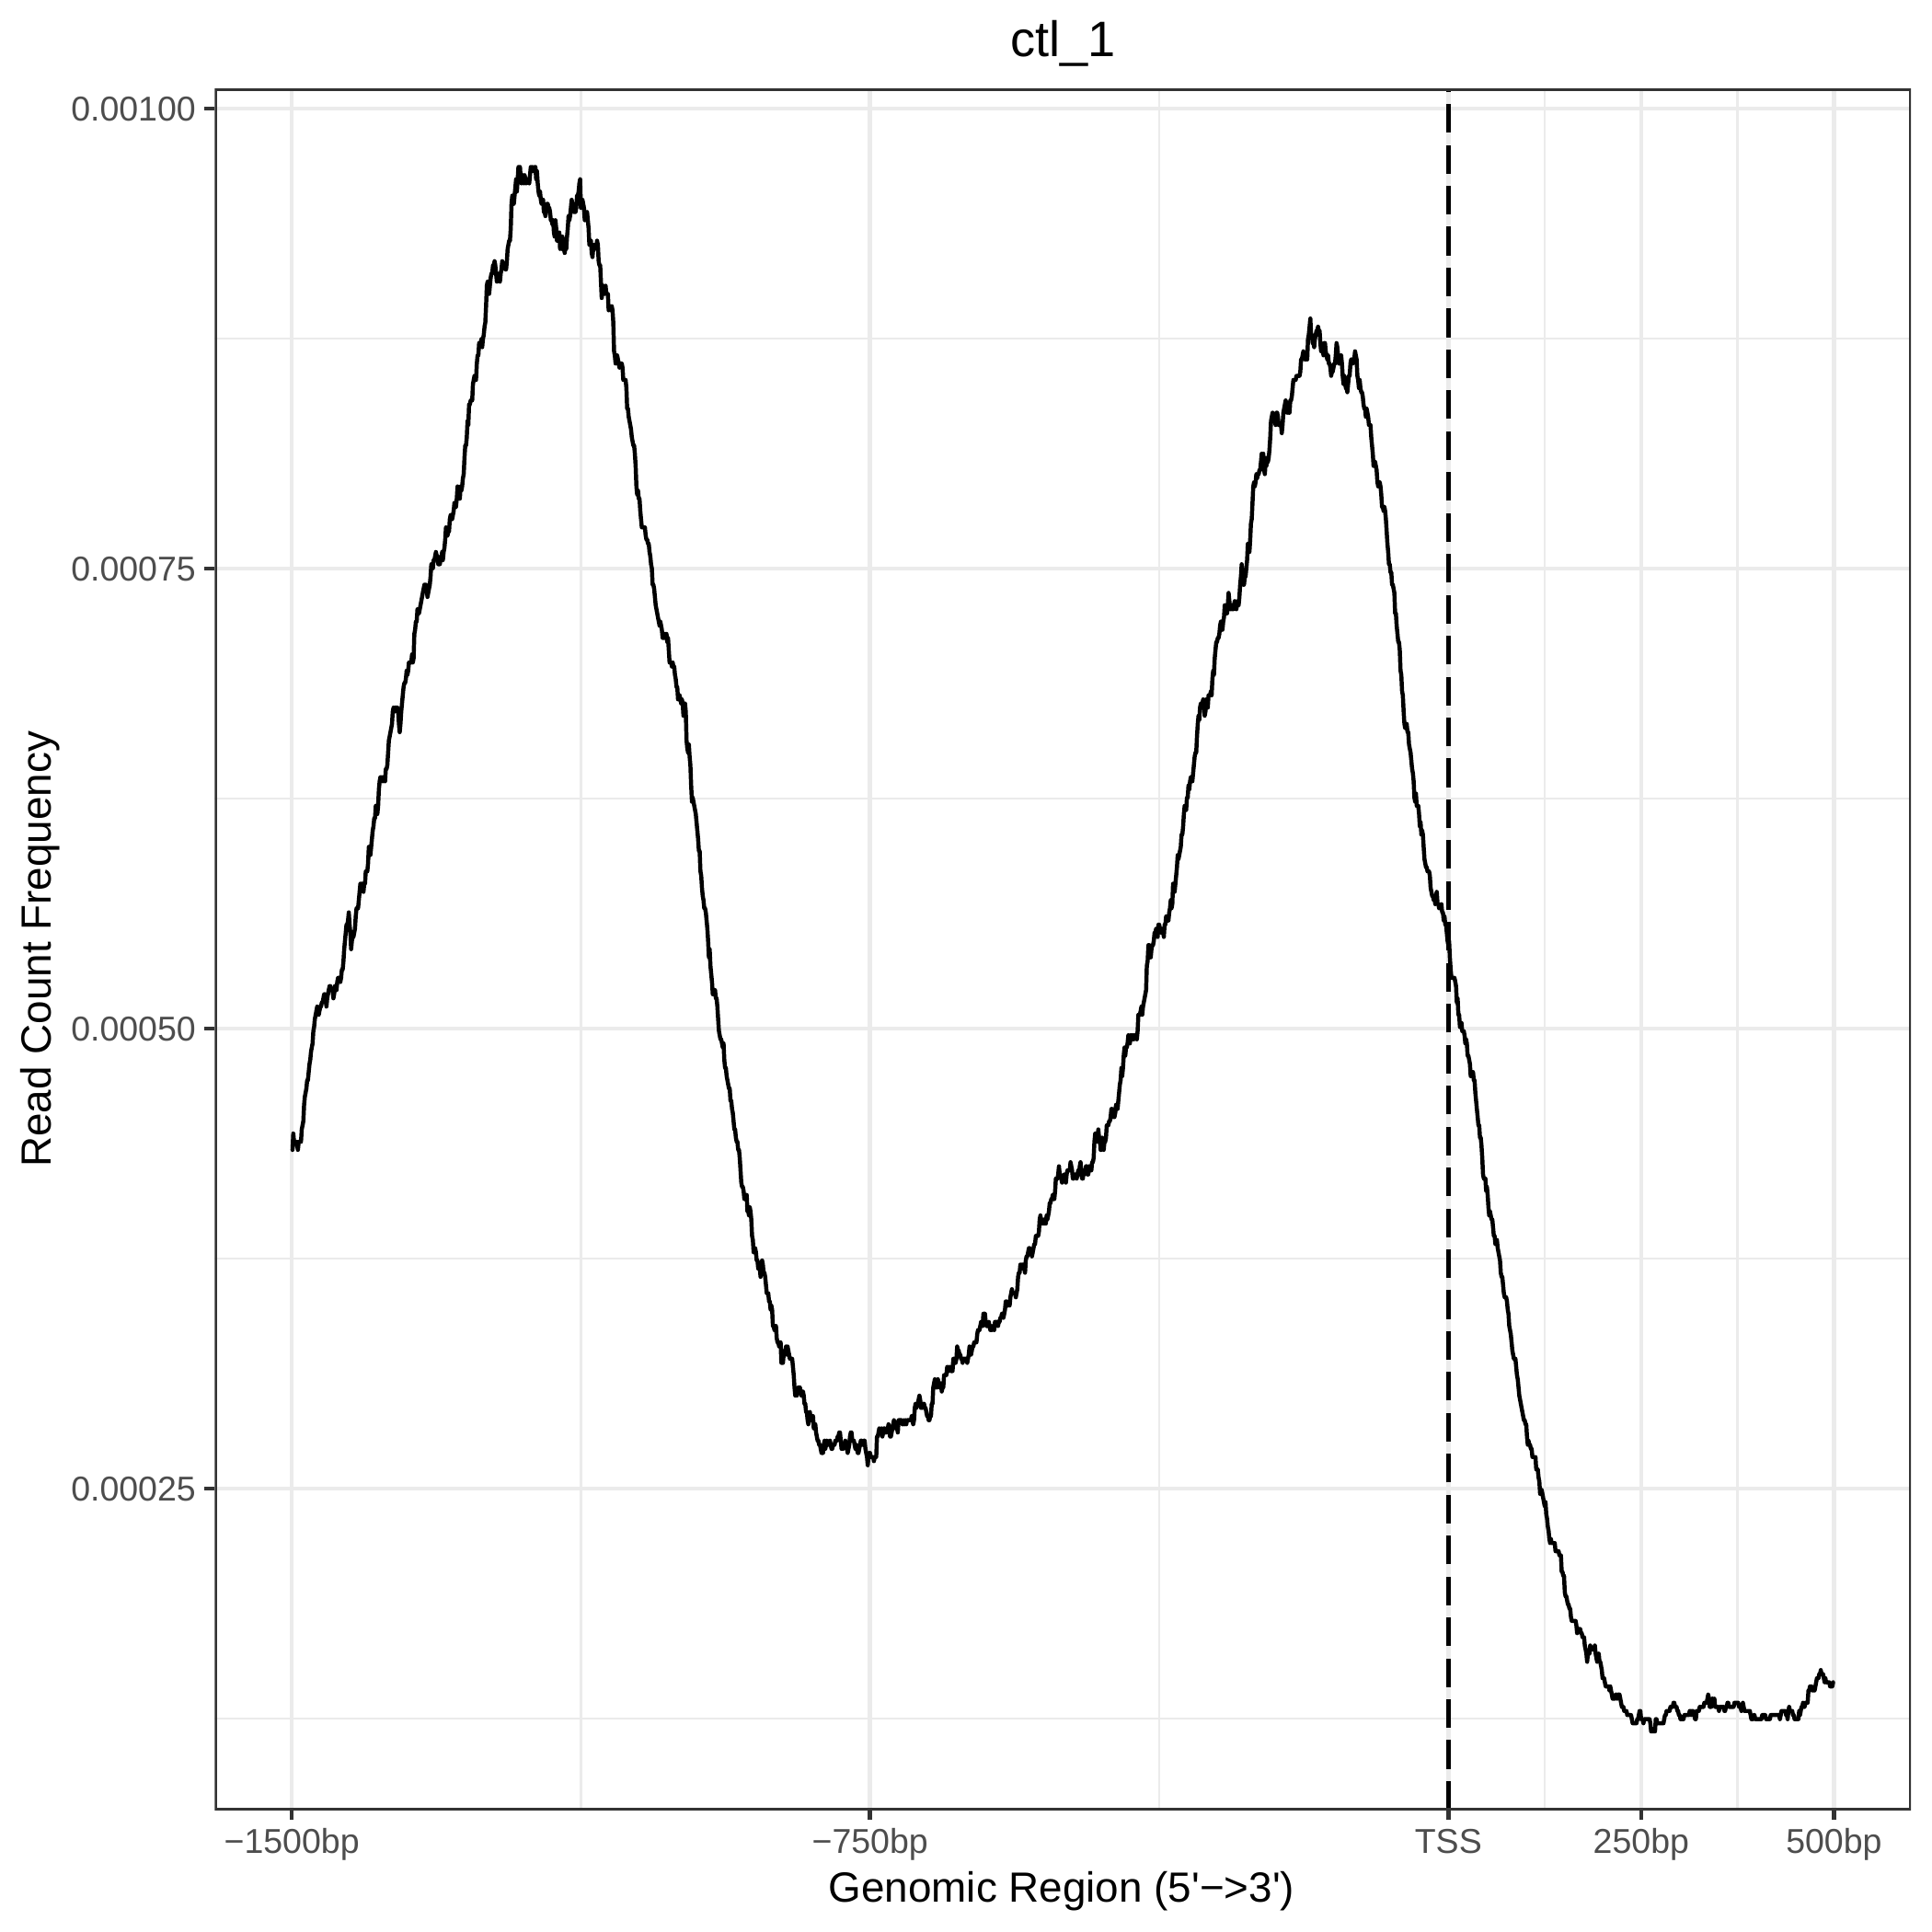 ctl_1
0.00100
0.00075
0.00050
0.00025
Read Count Frequency
−1500bp
−750bp
TSS
250bp
500bp
Genomic Region (5'−>3')